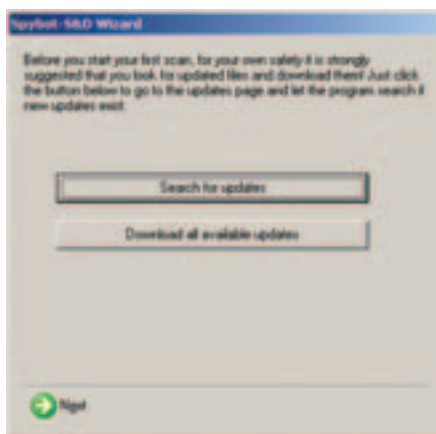 Spybot-S&D Wizard
Before you start your first scan, for your own safety it is strongly
suggested that you look for updated files and download them! Just click
the button below to go to the updates page and let the program search if
new updates exist.
Search for updates
Download all available updates
Next